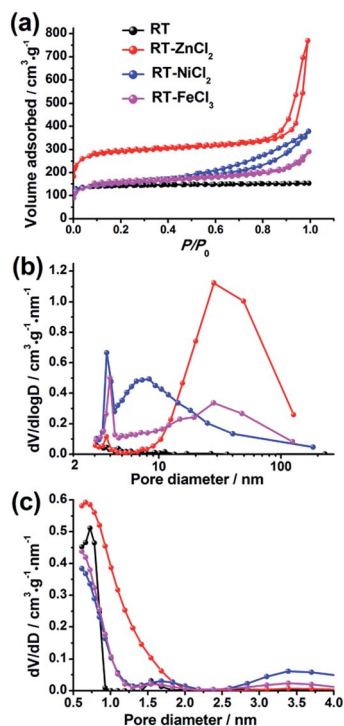 (a)
RT
RT-ZnCl₂
RT-NiCl₂
RT-FeCl₃
Volume adsorbed / cm³·g⁻¹
800
700
600
500
400
300
200
100
0
0.0 0.2 0.4 0.6 0.8 1.0
P/P₀
(b)
dV/dlogD / cm³·g⁻¹·nm⁻¹
1.2
1.0
0.8
0.6
0.4
0.2
0.0
2 10 100
Pore diameter / nm
(c)
dV/dD / cm³·g⁻¹·nm⁻¹
0.6
0.5
0.4
0.3
0.2
0.1
0.0
0.5 1.0 1.5 2.0 2.5 3.0 3.5 4.0
Pore diameter / nm